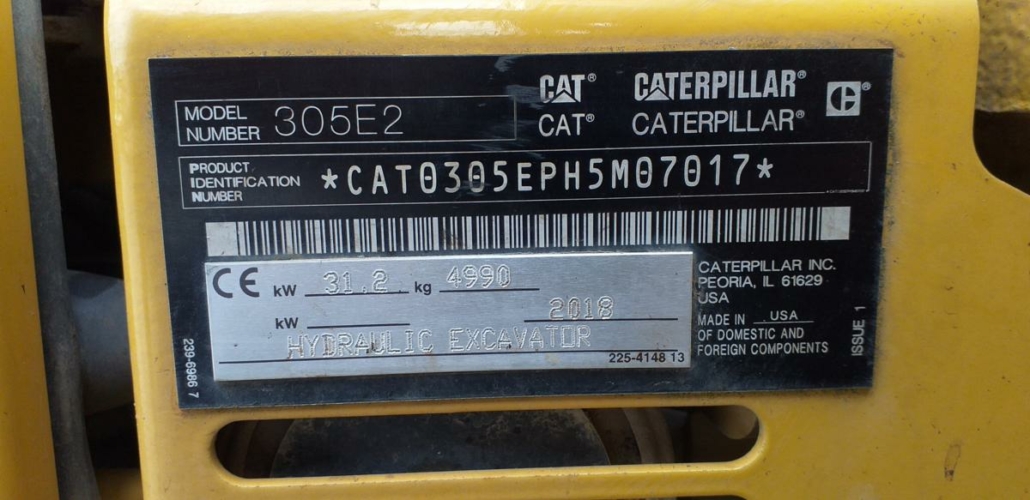 CAT® CATERPILLAR® C®
CAT® CATERPILLAR®
MODEL NUMBER 305E2
PRODUCT IDENTIFICATION NUMBER *CAT0305EPH5M07017*
CE kW 31.2 kg 4990
kW 2018
HYDRAULIC EXCAVATOR
225-4148 13
CATERPILLAR INC.
PEORIA, IL 61629
USA
MADE IN USA
OF DOMESTIC AND
FOREIGN COMPONENTS
ISSUE 1
239-6986 7